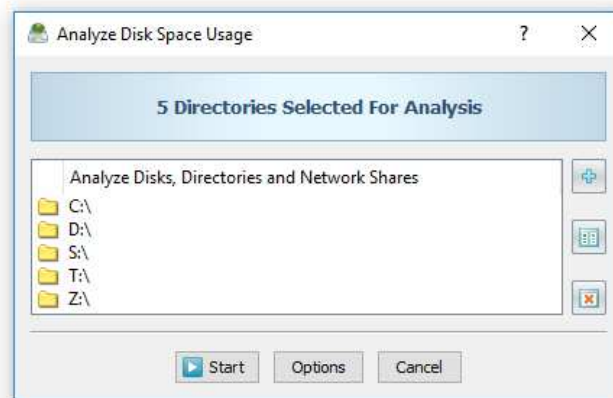 Analyze Disk Space Usage ?
5 Directories Selected For Analysis
Analyze Disks, Directories and Network Shares
C:\
D:\
S:\
T:\
Z:\
Start Options Cancel